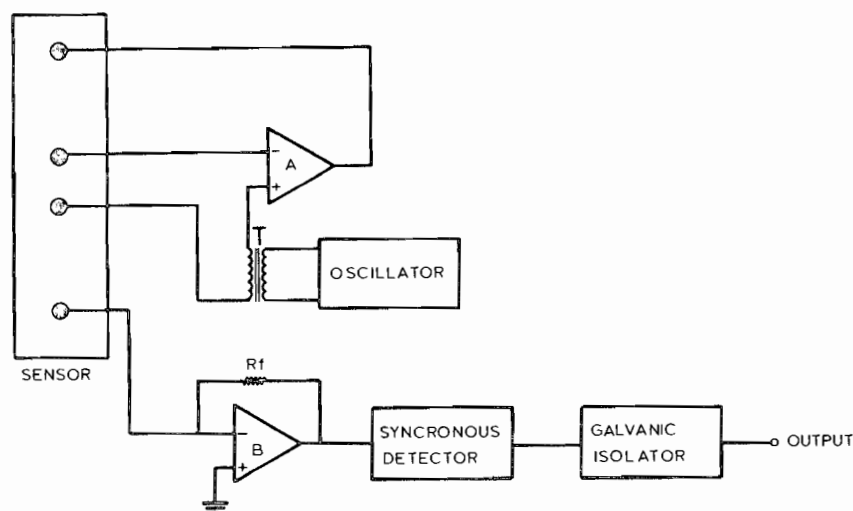 SENSOR
A
-
+
T
OSCILLATOR
Rf
B
-
+
SYNCRONOUS
DETECTOR
GALVANIC
ISOLATOR
OUTPUT